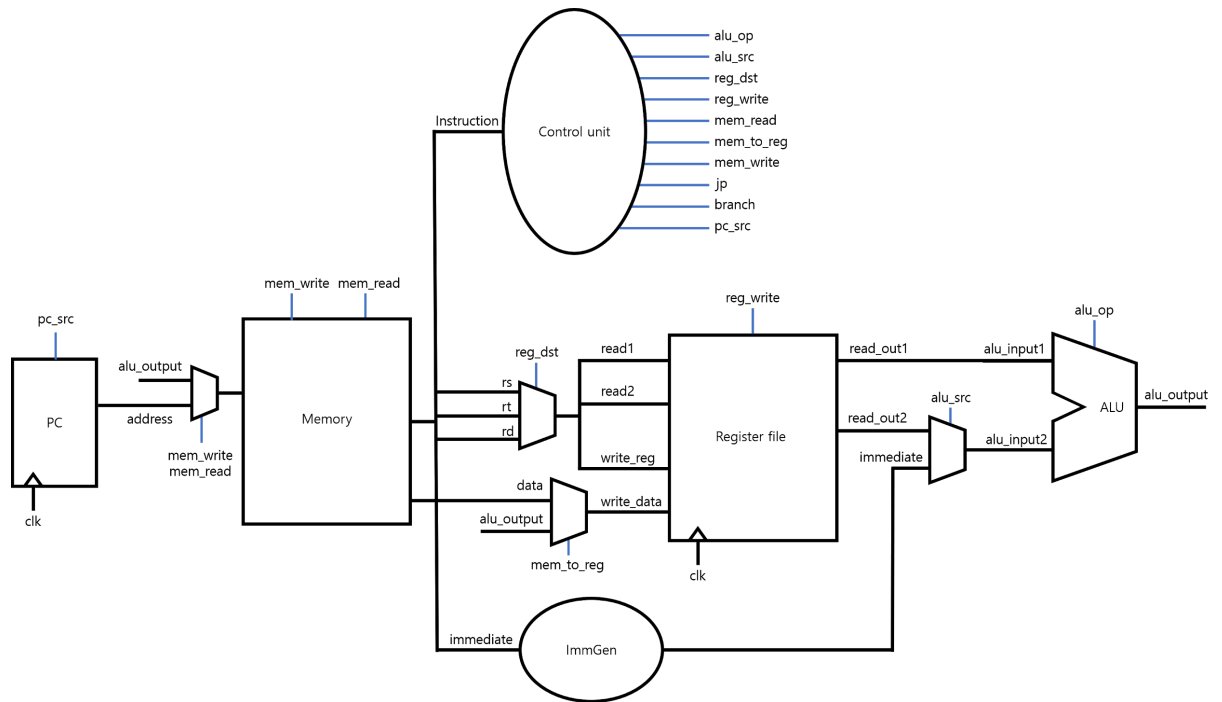 alu_op
alu_src
reg_dst
reg_write
mem_read
mem_to_reg
mem_write
jp
branch
pc_src
Instruction
Control unit
mem_write mem_read
reg_write
alu_op
pc_src
reg_dst
alu_output
address
PC
mem_write
mem_read
clk
Memory
rs
rt
rd
read1
read2
write_reg
data
alu_output
write_data
mem_to_reg
Register file
clk
read_out1
alu_input1
alu_src
read_out2
immediate
alu_input2
ALU
alu_output
immediate
ImmGen